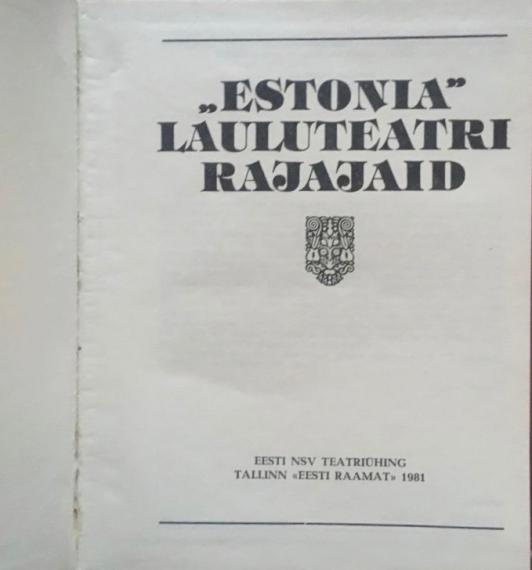 „ESTONIA”
LAULUTEATRI
RAJAJAID
EESTI NSV TEATRIÜHING
TALLINN «EESTI RAAMAT» 1981